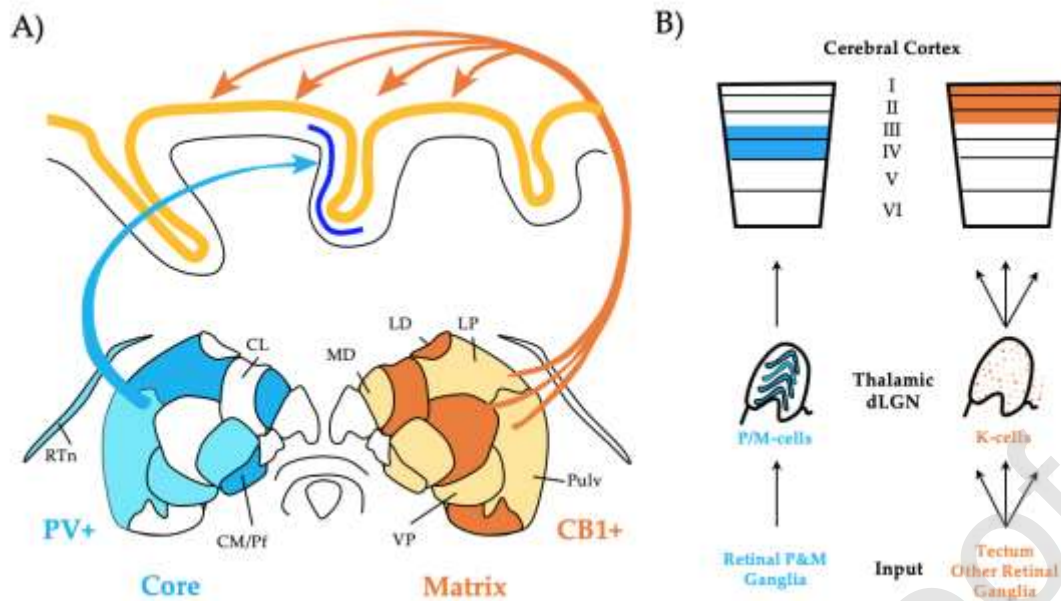 A)
CL
MD
LD
LP
RTn
PV+
CM/Pf
VP
Pulv
CB1+
Core
Matrix
B)
Cerebral Cortex
I
II
III
IV
V
VI
Thalamic
dLGN
P/M-cells
K-cells
Retinal P&M
Ganglia
Input
Tectum
Other Retinal
Ganglia